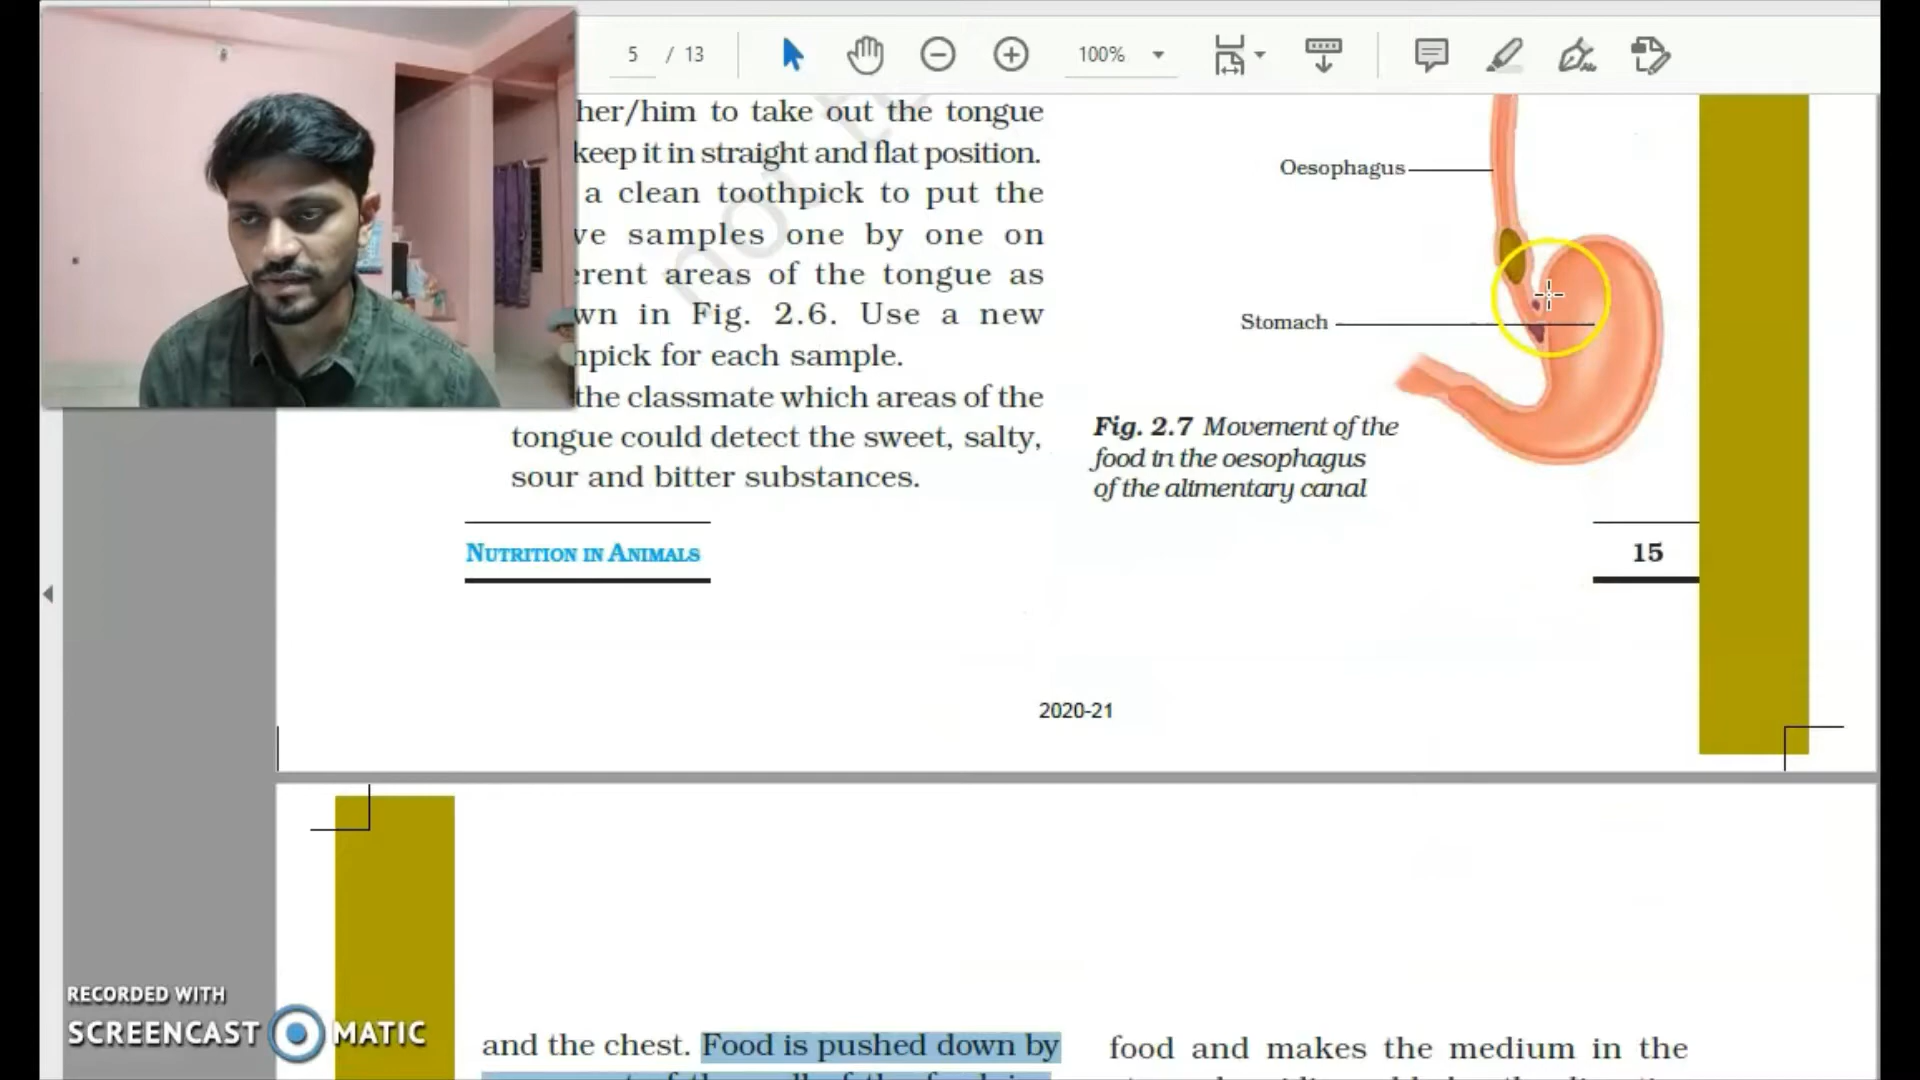 5 / 13
100%
her/him to take out the tongue
keep it in straight and flat position.
a clean toothpick to put the
samples one by one on
areas of the tongue as
in Fig. 2.6. Use a new
for each sample.
the classmate which areas of the
tongue could detect the sweet, salty,
sour and bitter substances.
Oesophagus
Stomach
Fig. 2.7 Movement of the
food in the oesophagus
of the alimentary canal
NUTRITION IN ANIMALS
15
2020-21
and the chest. Food is pushed down by
food and makes the medium in the
RECORDED WITH
SCREENCAST MATIC